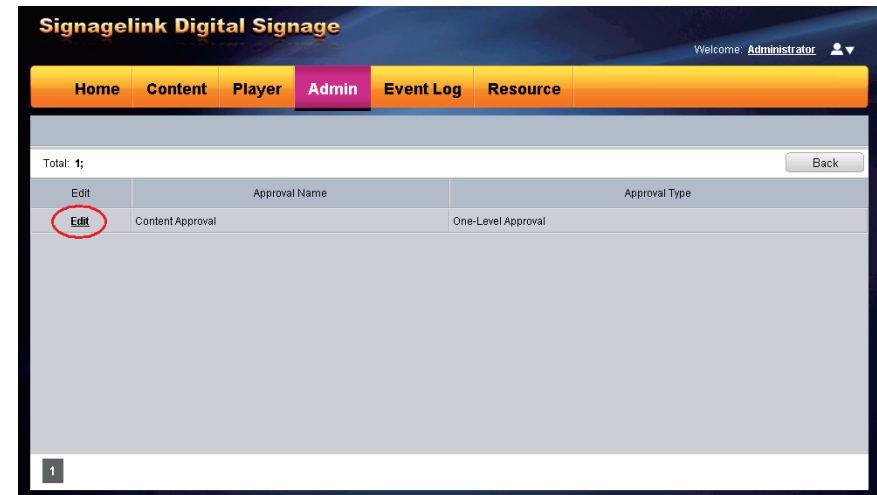 Signagelink Digital Signage
Welcome: Administrator
Home Content Player Admin Event Log Resource
Total: 1;
Back
Edit Approval Name Approval Type
Edit Content Approval One-Level Approval
1